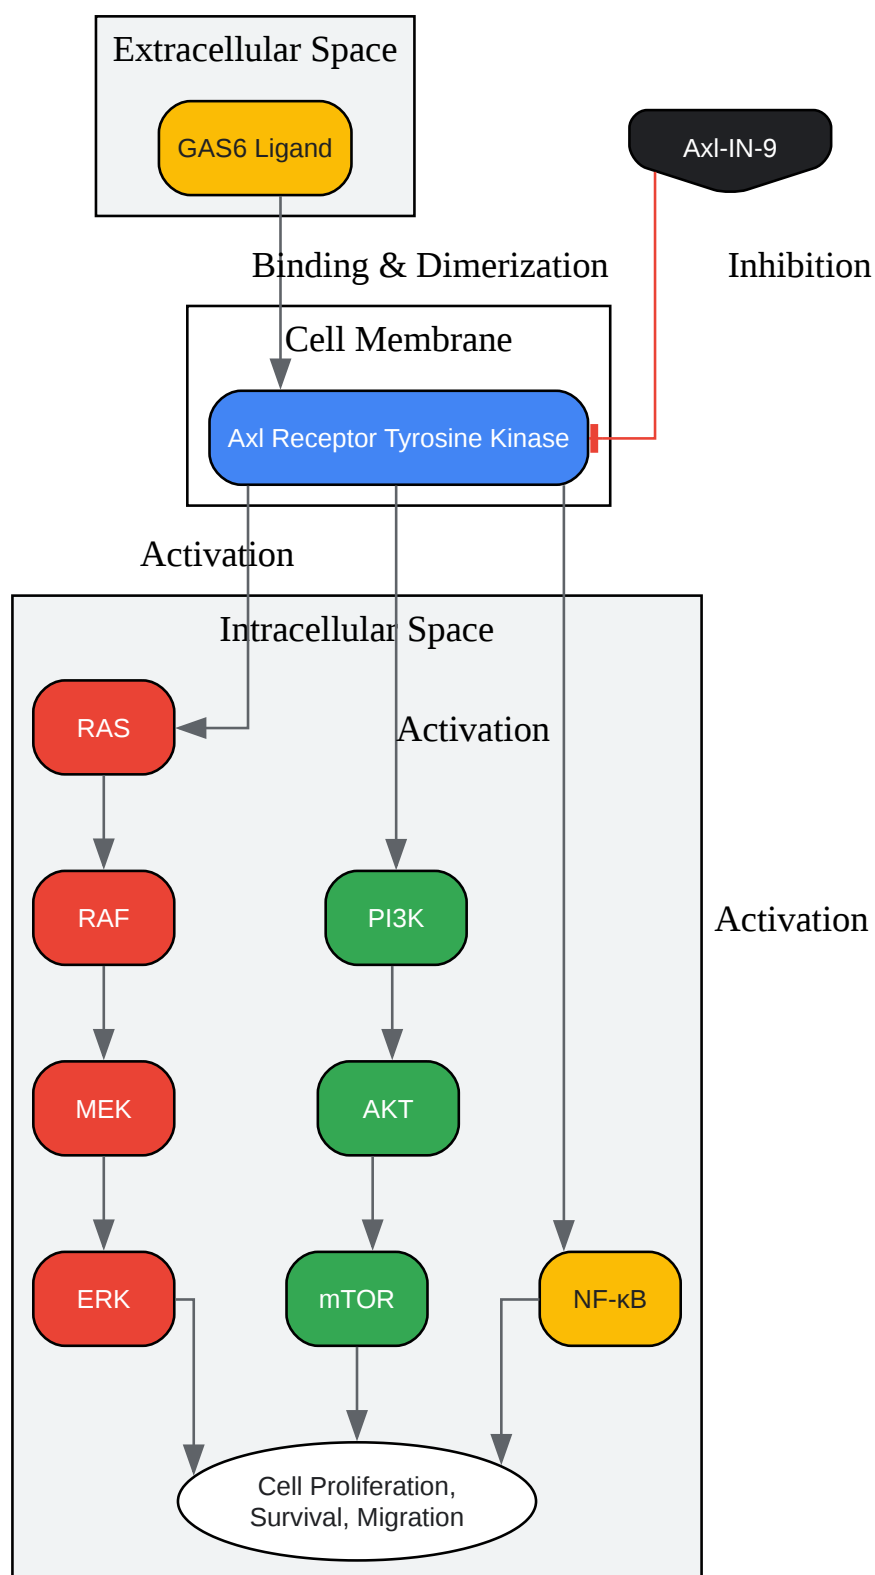 Extracellular Space
GAS6 Ligand
Axl-IN-9
Binding & Dimerization
Inhibition
Cell Membrane
Axl Receptor Tyrosine Kinase
Activation
Intracellular Space
RAS
Activation
RAF
PI3K
Activation
MEK
AKT
ERK
mTOR
NF-κB
Cell Proliferation,
Survival, Migration